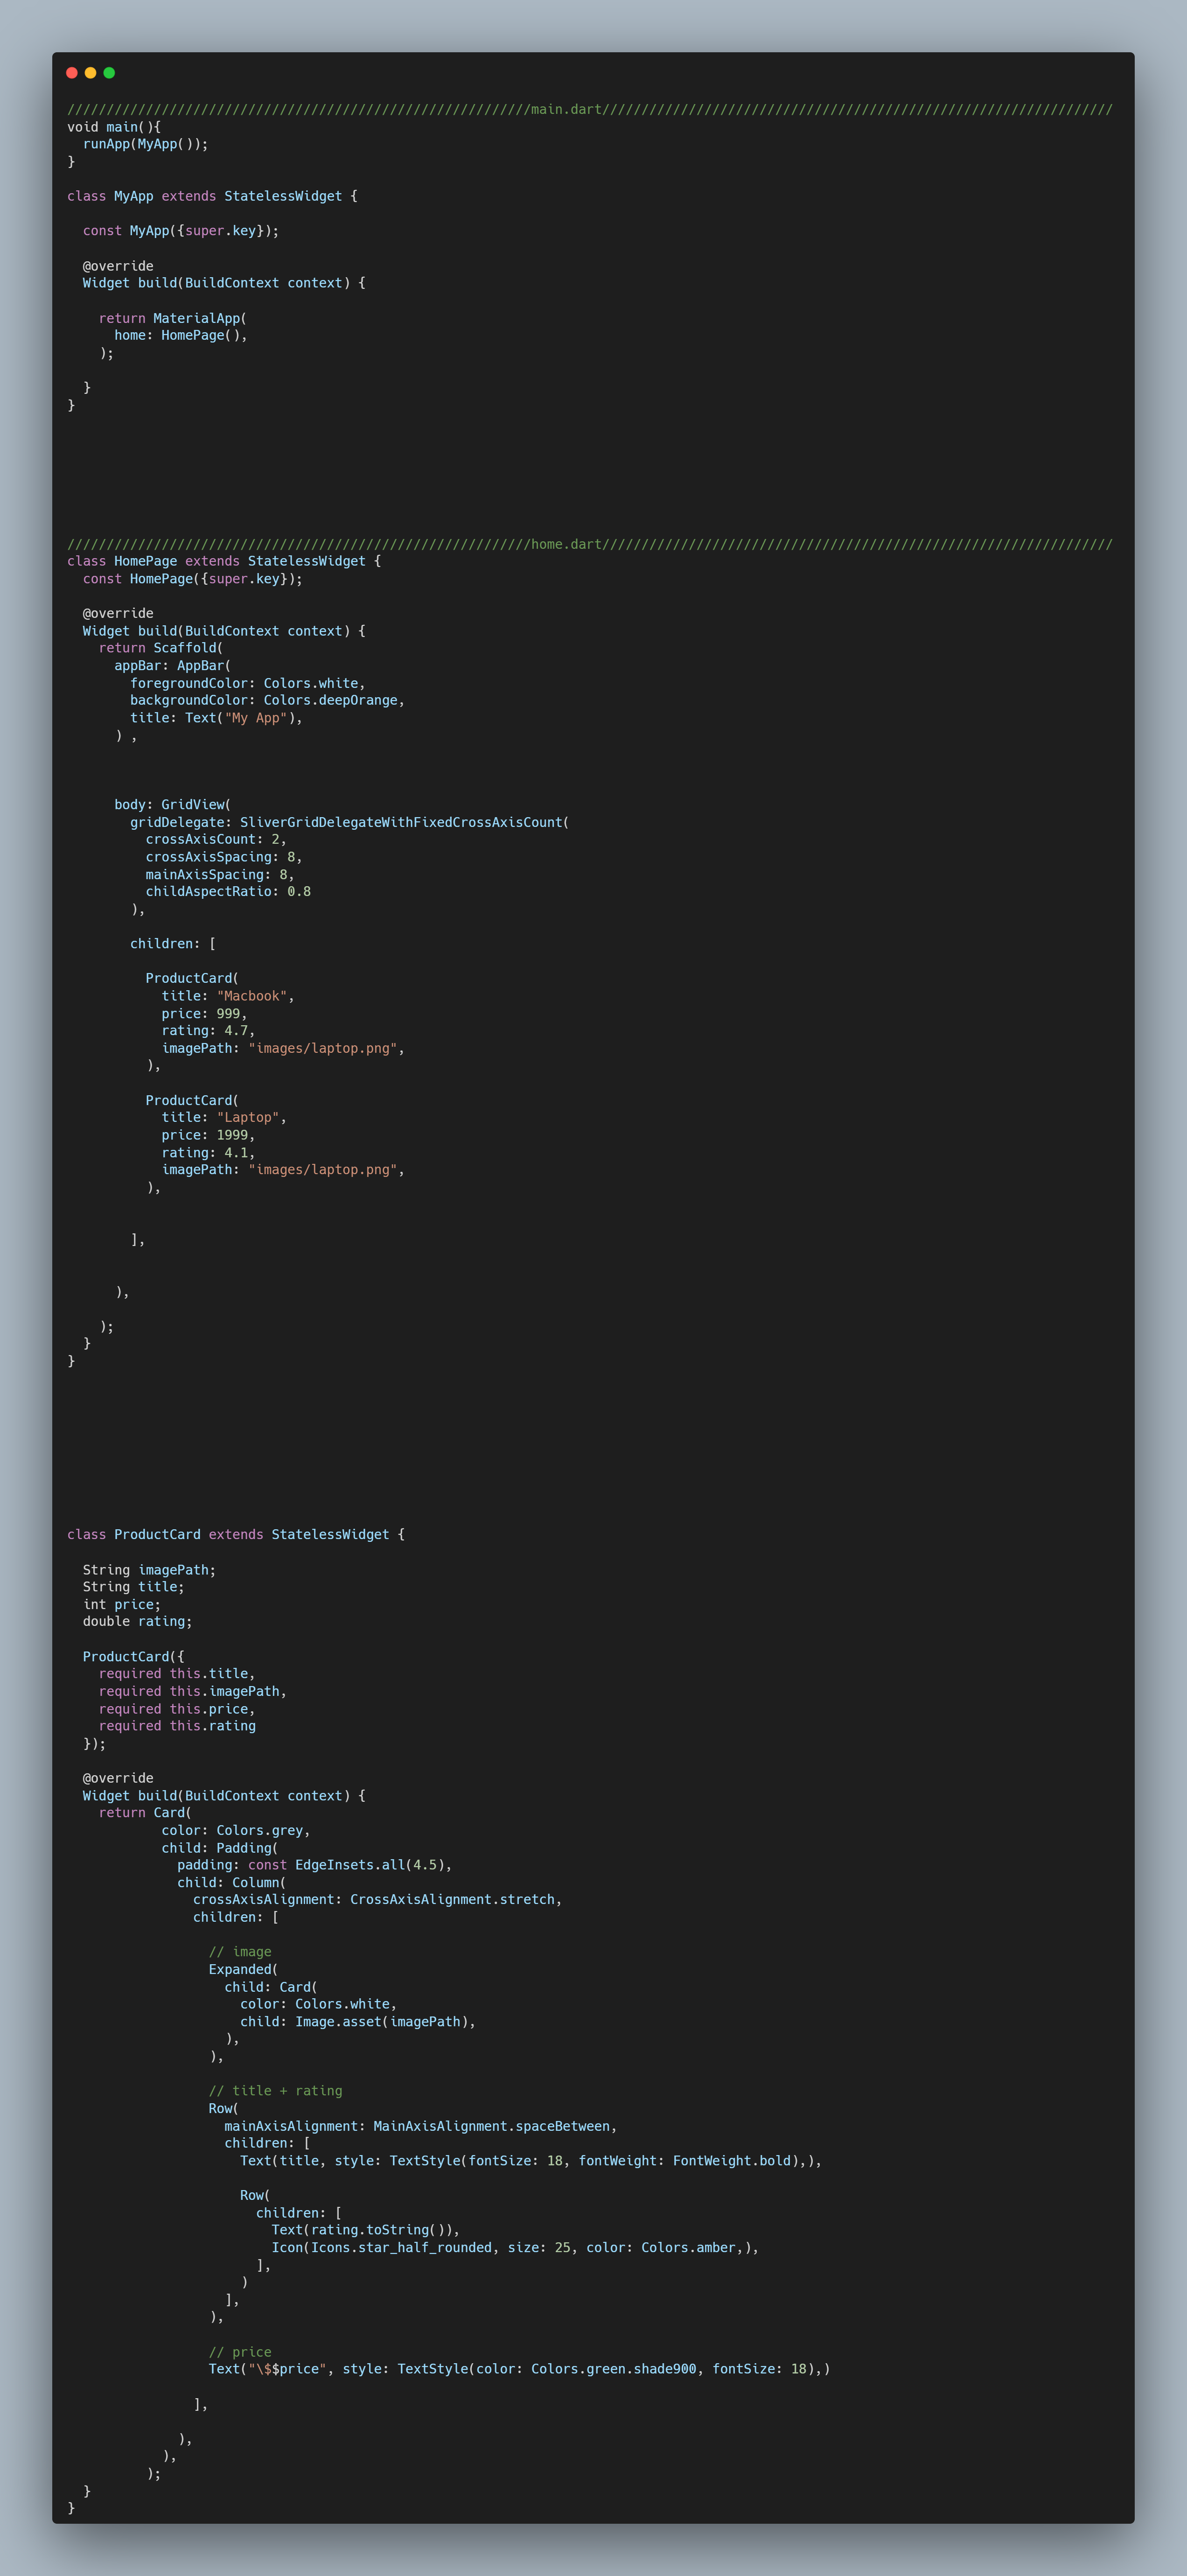 ///////////////////////////////////////////////////////////main.dart/////////////////////////////////////////////////////////////////
void main(){
  runApp(MyApp());
}
class MyApp extends StatelessWidget {
  const MyApp({super.key});
  @override
  Widget build(BuildContext context) {
    return MaterialApp(
      home: HomePage(),
    );
  }
}
///////////////////////////////////////////////////////////home.dart/////////////////////////////////////////////////////////////////
class HomePage extends StatelessWidget {
  const HomePage({super.key});
  @override
  Widget build(BuildContext context) {
    return Scaffold(
      appBar: AppBar(
        foregroundColor: Colors.white,
        backgroundColor: Colors.deepOrange,
        title: Text("My App"),
      ) ,
      body: GridView(
        gridDelegate: SliverGridDelegateWithFixedCrossAxisCount(
          crossAxisCount: 2,
          crossAxisSpacing: 8,
          mainAxisSpacing: 8,
          childAspectRatio: 0.8
        ),
        children: [
          ProductCard(
            title: "Macbook",
            price: 999,
            rating: 4.7,
            imagePath: "images/laptop.png",
          ),
          ProductCard(
            title: "Laptop",
            price: 1999,
            rating: 4.1,
            imagePath: "images/laptop.png",
          ),
        ],
      ),
    );
  }
}
class ProductCard extends StatelessWidget {
  String imagePath;
  String title;
  int price;
  double rating;
  ProductCard({
    required this.title,
    required this.imagePath,
    required this.price,
    required this.rating
  });
  @override
  Widget build(BuildContext context) {
    return Card(
            color: Colors.grey,
            child: Padding(
              padding: const EdgeInsets.all(4.5),
              child: Column(
                crossAxisAlignment: CrossAxisAlignment.stretch,
                children: [
                  // image
                  Expanded(
                    child: Card(
                      color: Colors.white,
                      child: Image.asset(imagePath),
                    ),
                  ),
                  // title + rating
                  Row(
                    mainAxisAlignment: MainAxisAlignment.spaceBetween,
                    children: [
                      Text(title, style: TextStyle(fontSize: 18, fontWeight: FontWeight.bold),),
                      Row(
                        children: [
                          Text(rating.toString()),
                          Icon(Icons.star_half_rounded, size: 25, color: Colors.amber,),
                        ],
                      )
                    ],
                  ),
                  // price
                  Text("\$$price", style: TextStyle(color: Colors.green.shade900, fontSize: 18),)
                ],
              ),
            ),
          );
  }
}